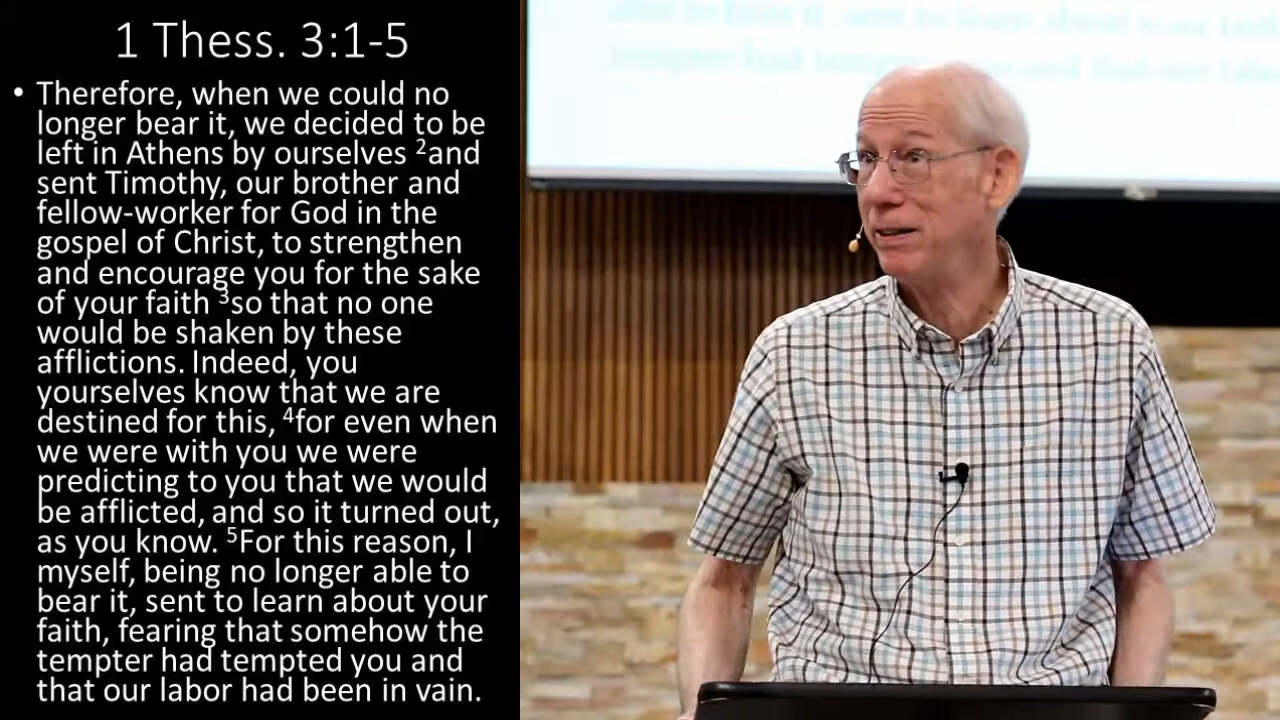 1 Thess. 3:1-5
• Therefore, when we could no
longer bear it, we decided to be
left in Athens by ourselves ²and
sent Timothy, our brother and
fellow-worker for God in the
gospel of Christ, to strengthen
and encourage you for the sake
of your faith ³so that no one
would be shaken by these
afflictions. Indeed, you
yourselves know that we are
destined for this, ⁴for even when
we were with you we were
predicting to you that we would
be afflicted, and so it turned out,
as you know. ⁵For this reason, I
myself, being no longer able to
bear it, sent to learn about your
faith, fearing that somehow the
tempter had tempted you and
that our labor had been in vain.